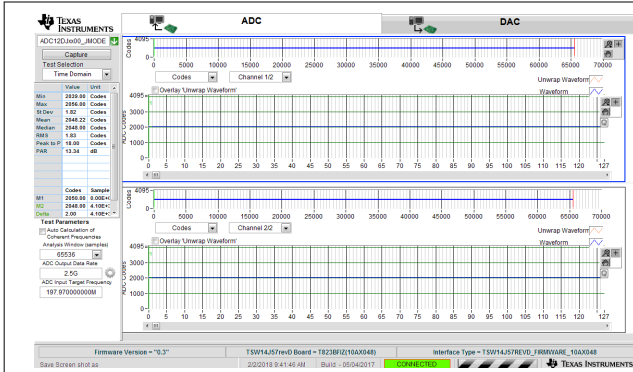 TEXAS INSTRUMENTS
ADC
DAC
ADC12DJxx00_JMODE
Capture
Test Selection
Time Domain
Value Unit
Min 2039.00 Codes
Max 2056.00 Codes
St Dev 1.82 Codes
Mean 2048.22 Codes
Median 2048.00 Codes
RMS 1.83 Codes
Peak to P 18.00 Codes
PAR 13.34 dB
Codes Sample
M1 2050.00 0.00E+0
M2 2048.00 4.10E+
Delta 2.00 4.10E+
Test Parameters
Auto Calculation of
Coherent Frequencies
Analysis Window (samples)
65536
ADC Output Data Rate
2.5G
ADC Input Target Frequency
197.970000000M
Codes
4095
0
0 5000 10000 15000 20000 25000 30000 35000 40000 45000 50000 55000 60000 65000 70000
Codes Channel 1/2
Unwrap Waveform
Overlay 'Unwrap Waveform'
Waveform
ADC Codes
4095
3000
2000
1000
0
0 5 10 15 20 25 30 35 40 45 50 55 60 65 70 75 80 85 90 95 100 105 110 115 127
Codes
4095
0
0 5000 10000 15000 20000 25000 30000 35000 40000 45000 50000 55000 60000 65000 70000
Codes Channel 2/2
Unwrap Waveform
Overlay 'Unwrap Waveform'
Waveform
ADC Codes
4095
3000
2000
1000
0
0 5 10 15 20 25 30 35 40 45 50 55 60 65 70 75 80 85 90 95 100 105 110 115 127
Firmware Version = "0.3"
TSW14J57revD Board = T823BFIZ(10AX048)
Interface Type = TSW14J57REVD_FIRMWARE_10AX048
Save Screen shot as
2/2/2018 9:41:46 AM
Build - 05/04/2017
CONNECTED
TEXAS INSTRUMENTS